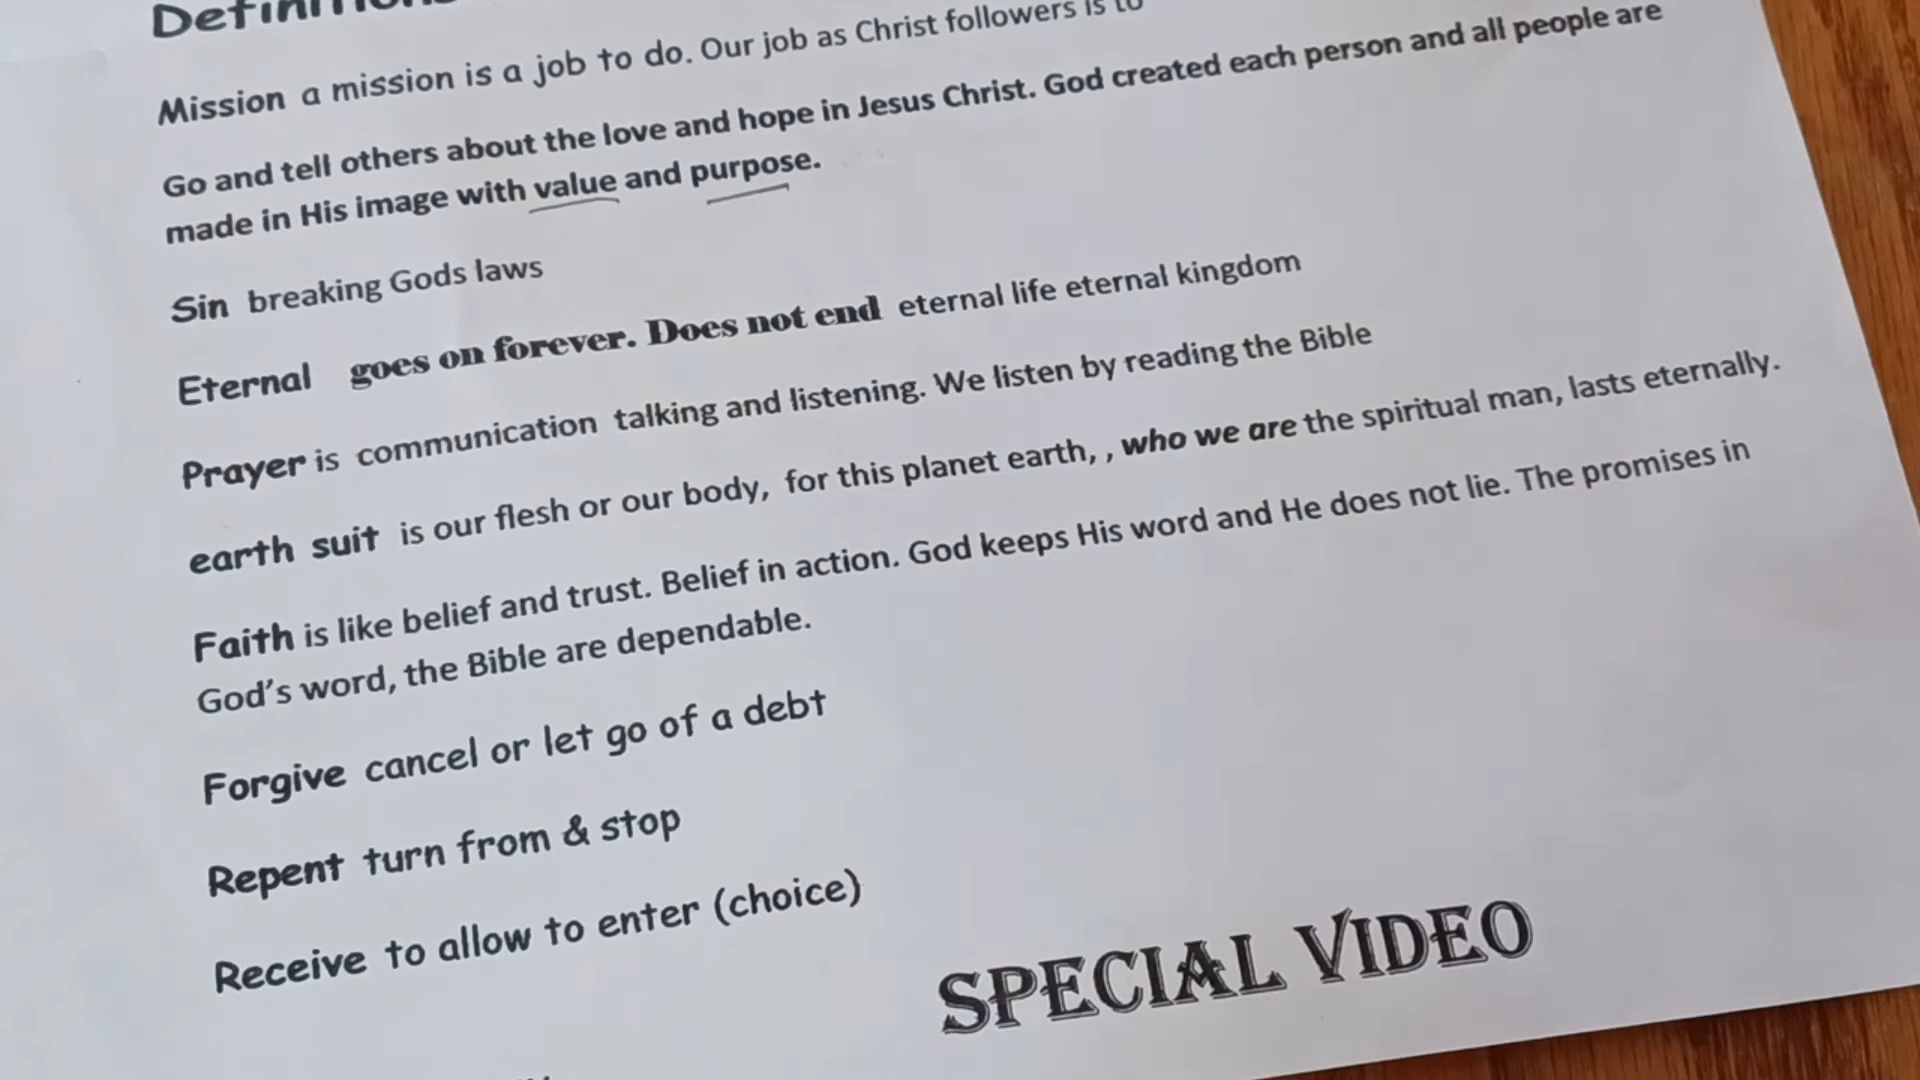 Definitions
Mission a mission is a job to do. Our job as Christ followers is to
Go and tell others about the love and hope in Jesus Christ. God created each person and all people are
made in His image with value and purpose.
Sin breaking Gods laws
Eternal goes on forever. Does not end eternal life eternal kingdom
Prayer is communication talking and listening. We listen by reading the Bible
earth suit is our flesh or our body, for this planet earth, , who we are the spiritual man, lasts eternally.
Faith is like belief and trust. Belief in action. God keeps His word and He does not lie. The promises in
God's word, the Bible are dependable.
Forgive cancel or let go of a debt
Repent turn from & stop
Receive to allow to enter (choice)
SPECIAL VIDEO